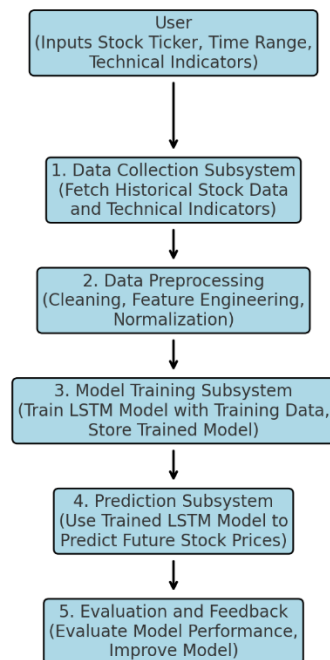 User
(Inputs Stock Ticker, Time Range,
Technical Indicators)
1. Data Collection Subsystem
(Fetch Historical Stock Data
and Technical Indicators)
2. Data Preprocessing
(Cleaning, Feature Engineering,
Normalization)
3. Model Training Subsystem
(Train LSTM Model with Training Data,
Store Trained Model)
4. Prediction Subsystem
(Use Trained LSTM Model to
Predict Future Stock Prices)
5. Evaluation and Feedback
(Evaluate Model Performance,
Improve Model)